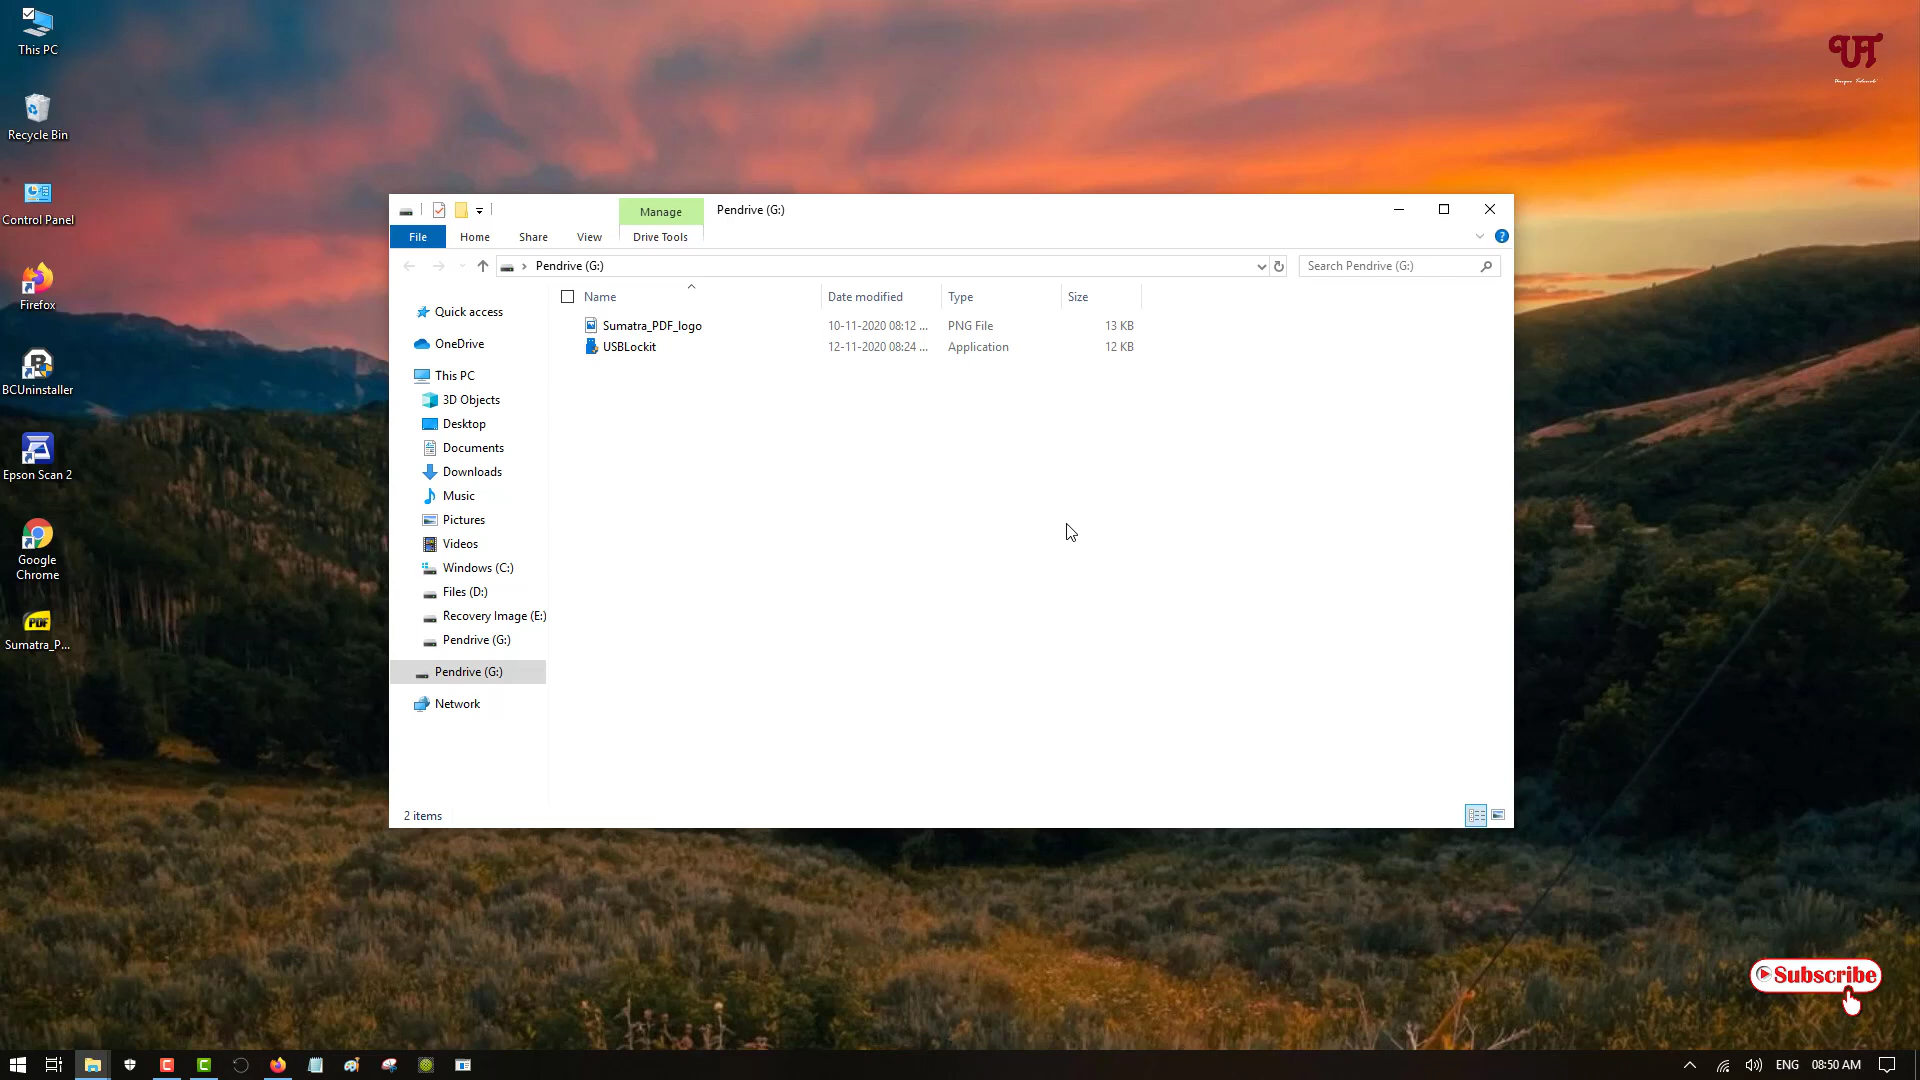 This PC
Recycle Bin
Control Panel
Firefox
BCUninstaller
Epson Scan 2
Google
Chrome
PDF
Sumatra_P...
UT
Manage
Pendrive (G:)
File
Home
Share
View
Drive Tools
Pendrive (G:)
Search Pendrive (G:)
Name
Date modified
Type
Size
Sumatra_PDF_logo
10-11-2020 08:12 ...
PNG File
13 KB
USBLockit
12-11-2020 08:24 ...
Application
12 KB
Quick access
OneDrive
This PC
3D Objects
Desktop
Documents
Downloads
Music
Pictures
Videos
Windows (C:)
Files (D:)
Recovery Image (E:)
Pendrive (G:)
Pendrive (G:)
Network
2 items
Subscribe
ENG
08:50 AM